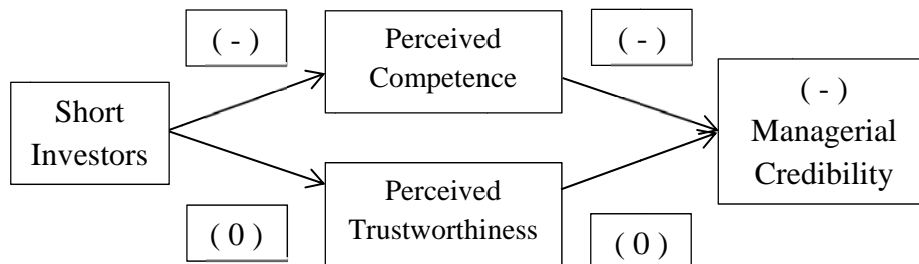 ( - )
Perceived
Competence
( - )
Short
Investors
( - )
Managerial
Credibility
( 0 )
Perceived
Trustworthiness
( 0 )